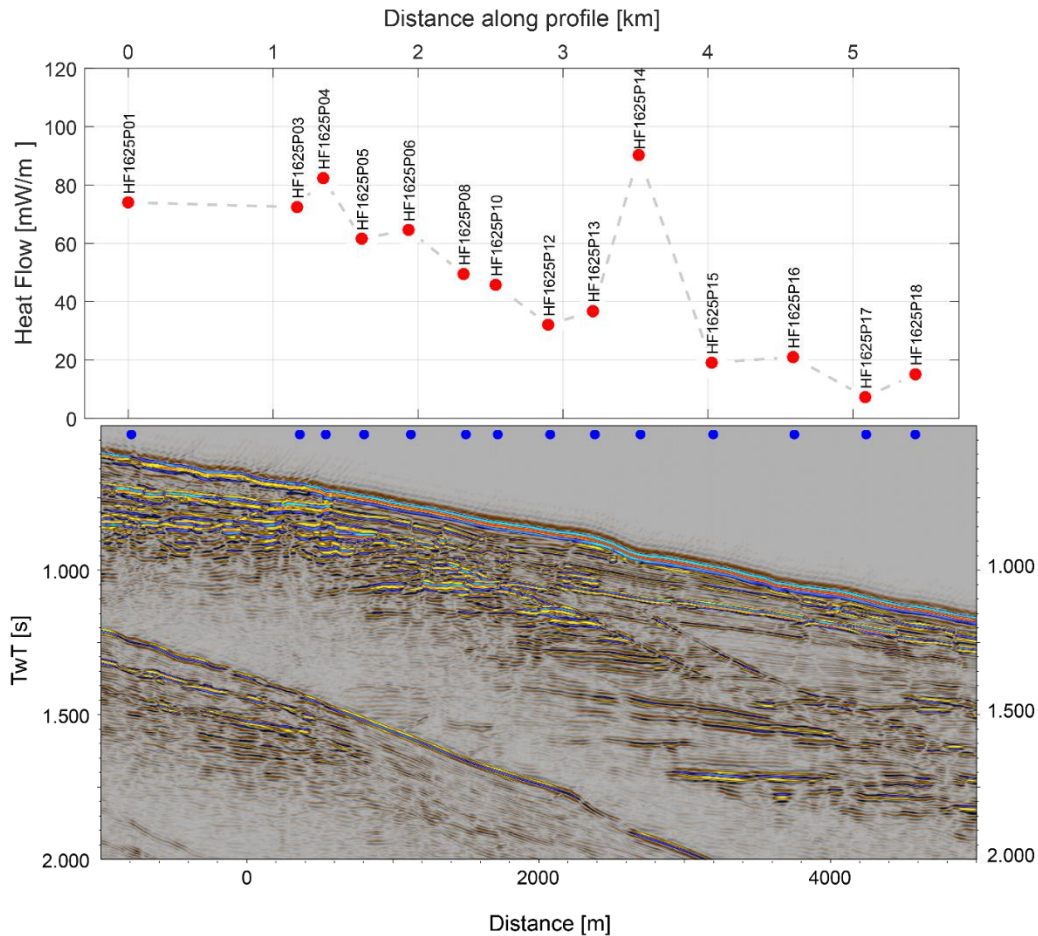 Distance along profile [km]
0 1 2 3 4 5
120
100
80
60
40
20
0
Heat Flow [mW/m ]
HF1625P01
HF1625P03
HF1625P04
HF1625P05
HF1625P06
HF1625P08
HF1625P10
HF1625P12
HF1625P13
HF1625P14
HF1625P15
HF1625P16
HF1625P17
HF1625P18
1.000 1.000
TwT [s]
1.500 1.500
2.000 2.000
0 2000 4000
Distance [m]